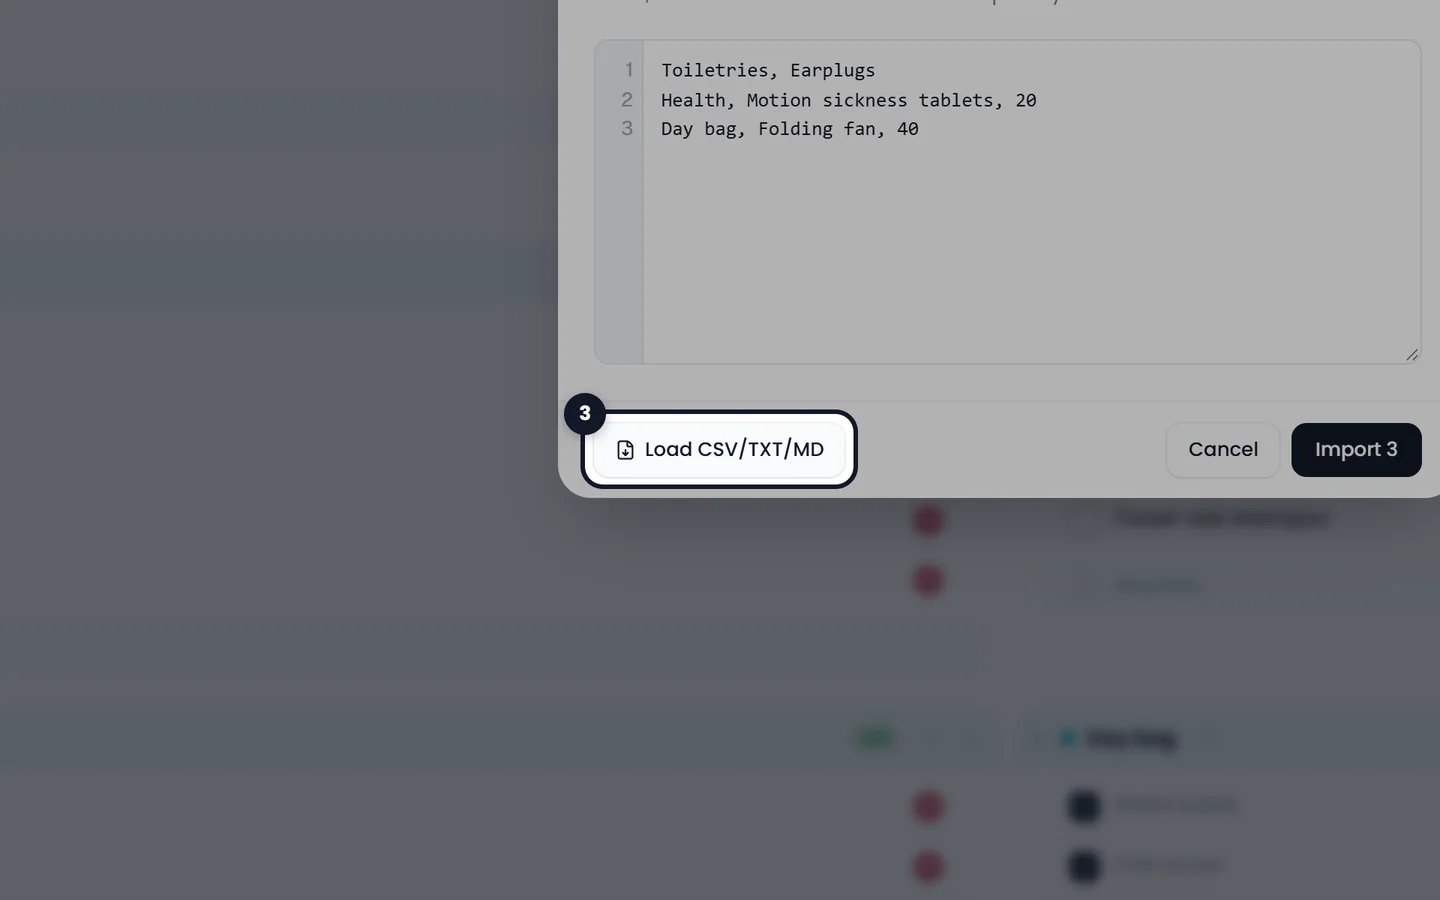 1 Toiletries, Earplugs
2 Health, Motion sickness tablets, 20
3 Day bag, Folding fan, 40
3
Load CSV/TXT/MD
Cancel
Import 3